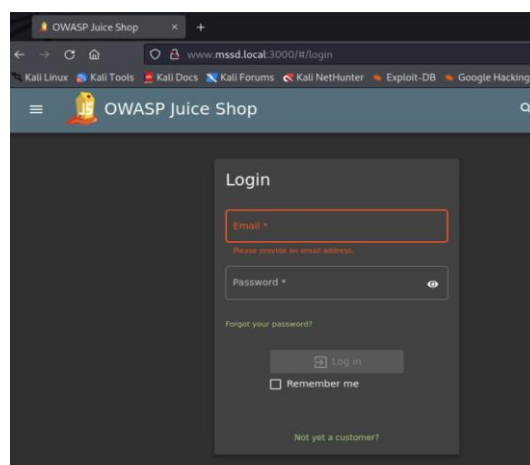 OWASP Juice Shop
www.mssd.local:3000/#/login
Kali Linux Kali Tools Kali Docs Kali Forums Kali NetHunter Exploit-DB Google Hacking
OWASP Juice Shop
Login
Email *
Please provide an email address.
Password *
Forgot your password?
Log in
Remember me
Not yet a customer?